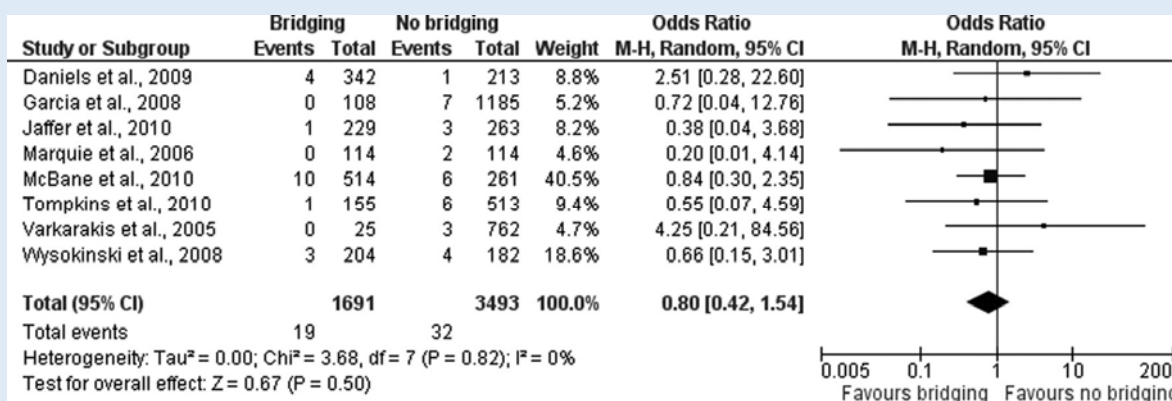 Bridging No bridging Odds Ratio Odds Ratio
Study or Subgroup Events Total Events Total Weight M-H, Random, 95% CI M-H, Random, 95% CI
Daniels et al., 2009 4 342 1 213 8.8% 2.51 [0.28, 22.60]
Garcia et al., 2008 0 108 7 1185 5.2% 0.72 [0.04, 12.76]
Jaffer et al., 2010 1 229 3 263 8.2% 0.38 [0.04, 3.68]
Marquie et al., 2006 0 114 2 114 4.6% 0.20 [0.01, 4.14]
McBane et al., 2010 10 514 6 261 40.5% 0.84 [0.30, 2.35]
Tompkins et al., 2010 1 155 6 513 9.4% 0.55 [0.07, 4.59]
Varkarakis et al., 2005 0 25 3 762 4.7% 4.25 [0.21, 84.56]
Wysokinski et al., 2008 3 204 4 182 18.6% 0.66 [0.15, 3.01]
Total (95% CI) 1691 3493 100.0% 0.80 [0.42, 1.54]
Total events 19 32
Heterogeneity: Tau² = 0.00; Chi² = 3.68, df = 7 (P = 0.82); I² = 0%
Test for overall effect: Z = 0.67 (P = 0.50)
0.005 0.1 1 10 200
Favours bridging Favours no bridging